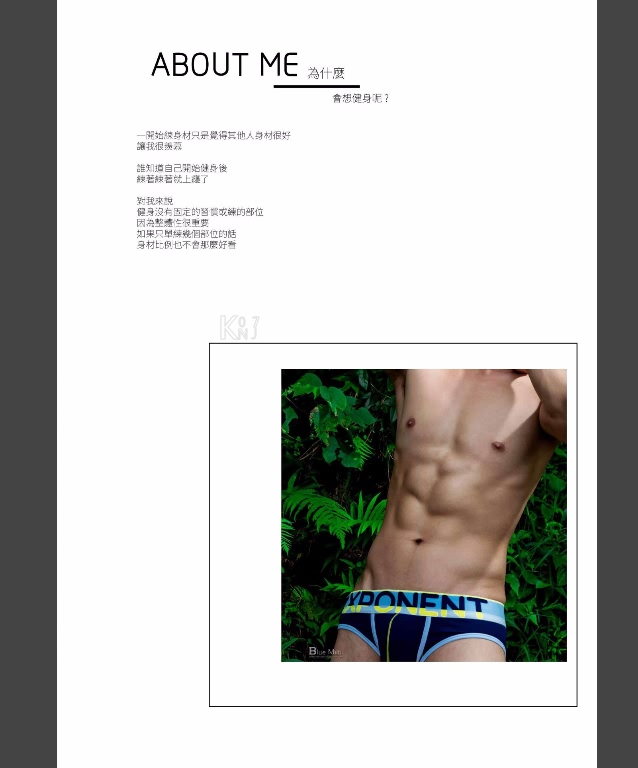 ABOUT ME 為什麼
會想健身呢？
一開始練身材只是覺得其他人身材很好
讓我很羨慕
誰知道自己開始健身後
練著練著就上癮了
對我來說
健身沒有固定的習慣或練的部位
因為整體性很重要
如果只單練幾個部位的話
身材比例也不會那麼好看
XPONENT
Blue Men